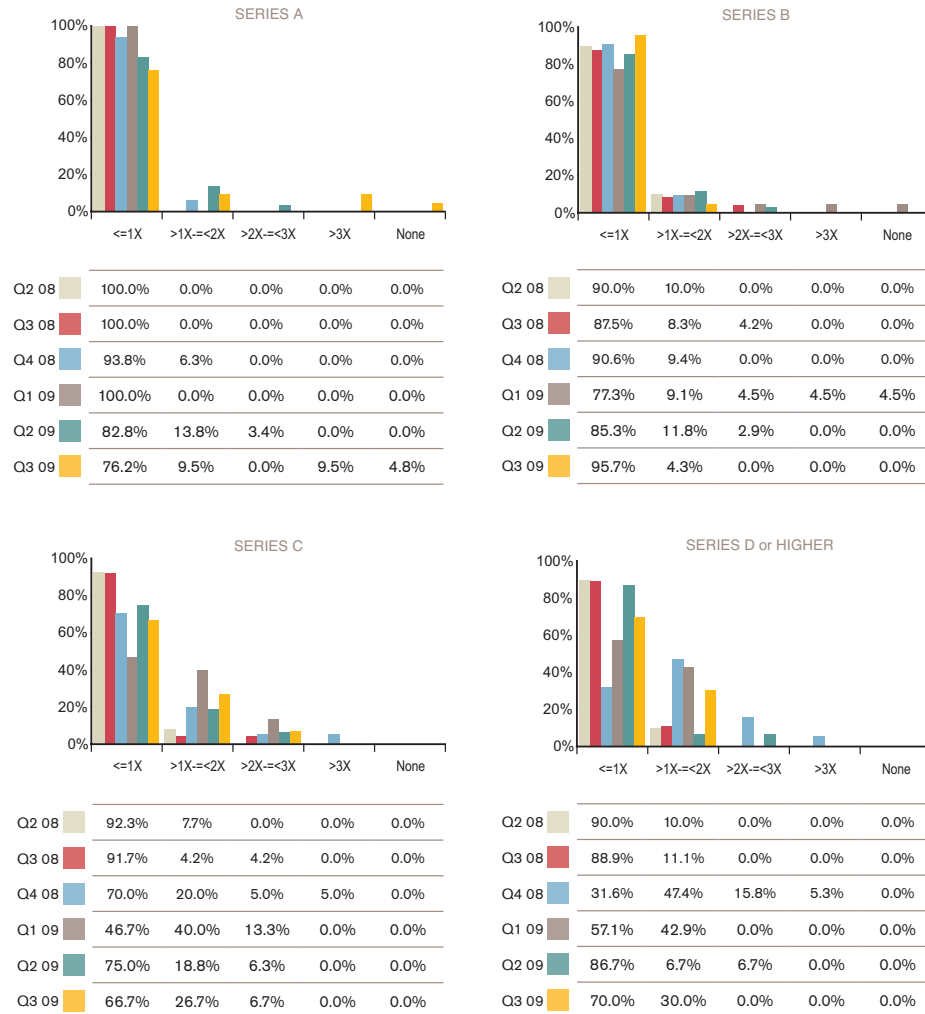 SERIES A
100%
80%
60%
40%
20%
0%
<=1X >1X-=<2X >2X-=<3X >3X None
Q2 08 100.0% 0.0% 0.0% 0.0% 0.0%
Q3 08 100.0% 0.0% 0.0% 0.0% 0.0%
Q4 08 93.8% 6.3% 0.0% 0.0% 0.0%
Q1 09 100.0% 0.0% 0.0% 0.0% 0.0%
Q2 09 82.8% 13.8% 3.4% 0.0% 0.0%
Q3 09 76.2% 9.5% 0.0% 9.5% 4.8%
SERIES B
100%
80%
60%
40%
20%
0%
<=1X >1X-=<2X >2X-=<3X >3X None
Q2 08 90.0% 10.0% 0.0% 0.0% 0.0%
Q3 08 87.5% 8.3% 4.2% 0.0% 0.0%
Q4 08 90.6% 9.4% 0.0% 0.0% 0.0%
Q1 09 77.3% 9.1% 4.5% 4.5% 4.5%
Q2 09 85.3% 11.8% 2.9% 0.0% 0.0%
Q3 09 95.7% 4.3% 0.0% 0.0% 0.0%
SERIES C
100%
80%
60%
40%
20%
0%
<=1X >1X-=<2X >2X-=<3X >3X None
Q2 08 92.3% 7.7% 0.0% 0.0% 0.0%
Q3 08 91.7% 4.2% 4.2% 0.0% 0.0%
Q4 08 70.0% 20.0% 5.0% 5.0% 0.0%
Q1 09 46.7% 40.0% 13.3% 0.0% 0.0%
Q2 09 75.0% 18.8% 6.3% 0.0% 0.0%
Q3 09 66.7% 26.7% 6.7% 0.0% 0.0%
SERIES D or HIGHER
100%
80%
60%
40%
20%
0%
<=1X >1X-=<2X >2X-=<3X >3X None
Q2 08 90.0% 10.0% 0.0% 0.0% 0.0%
Q3 08 88.9% 11.1% 0.0% 0.0% 0.0%
Q4 08 31.6% 47.4% 15.8% 5.3% 0.0%
Q1 09 57.1% 42.9% 0.0% 0.0% 0.0%
Q2 09 86.7% 6.7% 6.7% 0.0% 0.0%
Q3 09 70.0% 30.0% 0.0% 0.0% 0.0%